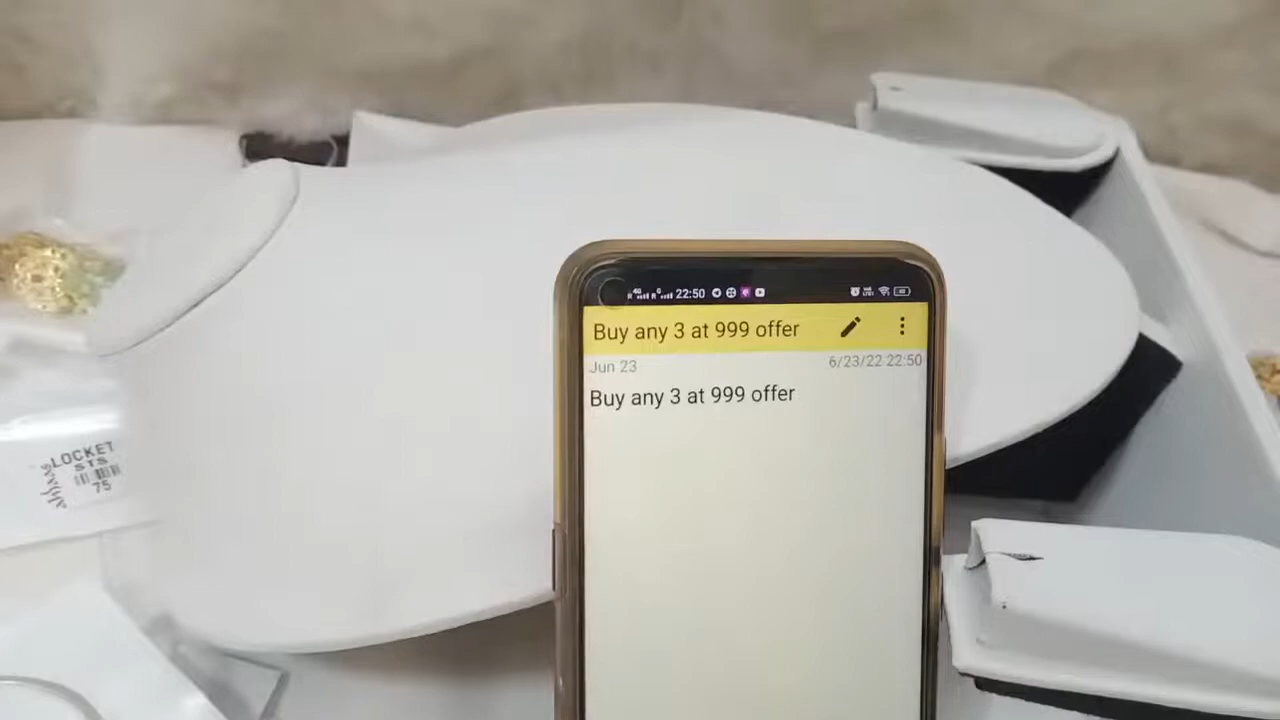 22:50
Buy any 3 at 999 offer
Jun 23
6/23/22 22:50
Buy any 3 at 999 offer
LOCKET
STS
75